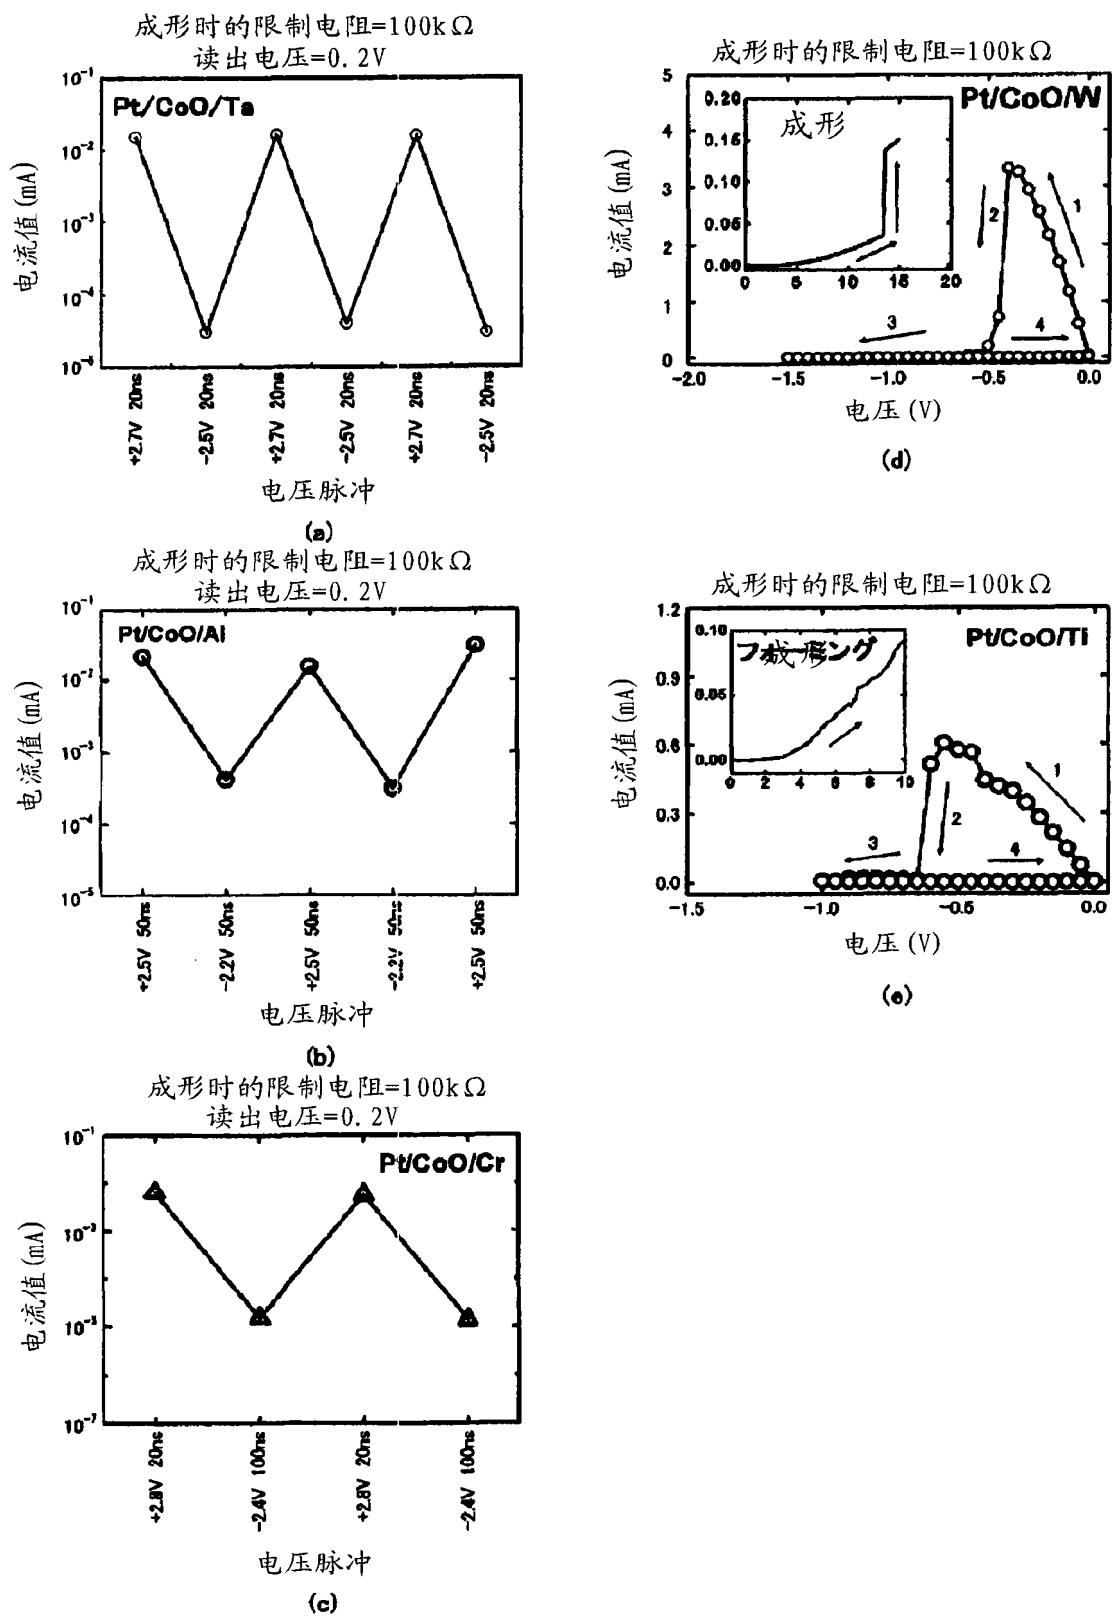 成形时的限制电阻=100kΩ
读出电压=0.2V
Pt/CoO/Ta
电流值(mA)
10⁻¹
10⁻²
10⁻³
10⁻⁴
+2.7V 20ns
-2.5V 20ns
+2.7V 20ns
-2.5V 20ns
+2.7V 20ns
-2.5V 20ns
电压脉冲
(a)
成形时的限制电阻=100kΩ
读出电压=0.2V
Pt/CoO/Al
电流值(mA)
10⁻¹
10⁻²
10⁻³
10⁻⁴
10⁻⁵
+2.5V 50ns
-2.2V 50ns
+2.5V 50ns
-2.2V 50ns
+2.5V 50ns
电压脉冲
(b)
成形时的限制电阻=100kΩ
读出电压=0.2V
Pt/CoO/Cr
电流值(mA)
10⁻¹
10⁻³
10⁻⁵
10⁻⁷
+2.8V 20ns
-2.4V 100ns
+2.8V 20ns
-2.4V 100ns
电压脉冲
(c)
成形时的限制电阻=100kΩ
Pt/CoO/W
电流值(mA)
5
4
3
2
1
0
成形
0.20
0.15
0.10
0.05
0.00
0 5 10 15 20
1
2
3
4
-2.0 -1.5 -1.0 -0.5 0.0
电压(V)
(d)
成形时的限制电阻=100kΩ
Pt/CoO/Ti
电流值(mA)
1.2
0.9
0.6
0.3
0.0
成形
0.10
0.05
0.00
0 2 4 6 8 10
1
2
3
4
-1.5 -1.0 -0.5 0.0
电压(V)
(e)